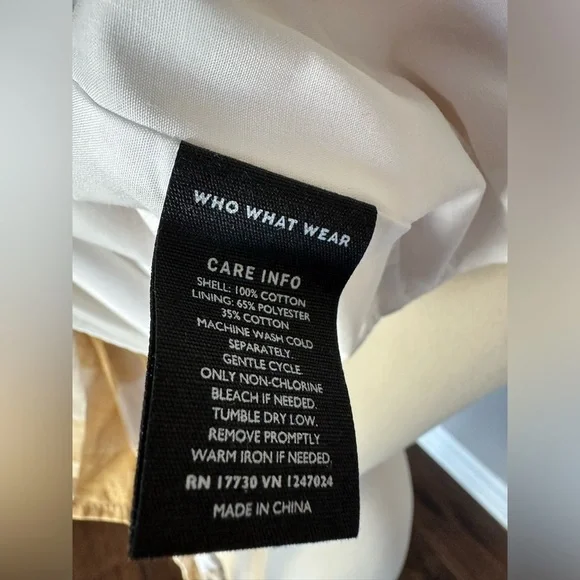 WHO WHAT WEAR
CARE INFO
SHELL: 100% COTTON
LINING: 65% POLYESTER
35% COTTON
MACHINE WASH COLD
SEPARATELY.
GENTLE CYCLE
ONLY NON-CHLORINE
BLEACH IF NEEDED.
TUMBLE DRY LOW.
REMOVE PROMPTLY
WARM IRON IF NEEDED.
RN 17730 VN 1247024
MADE IN CHINA